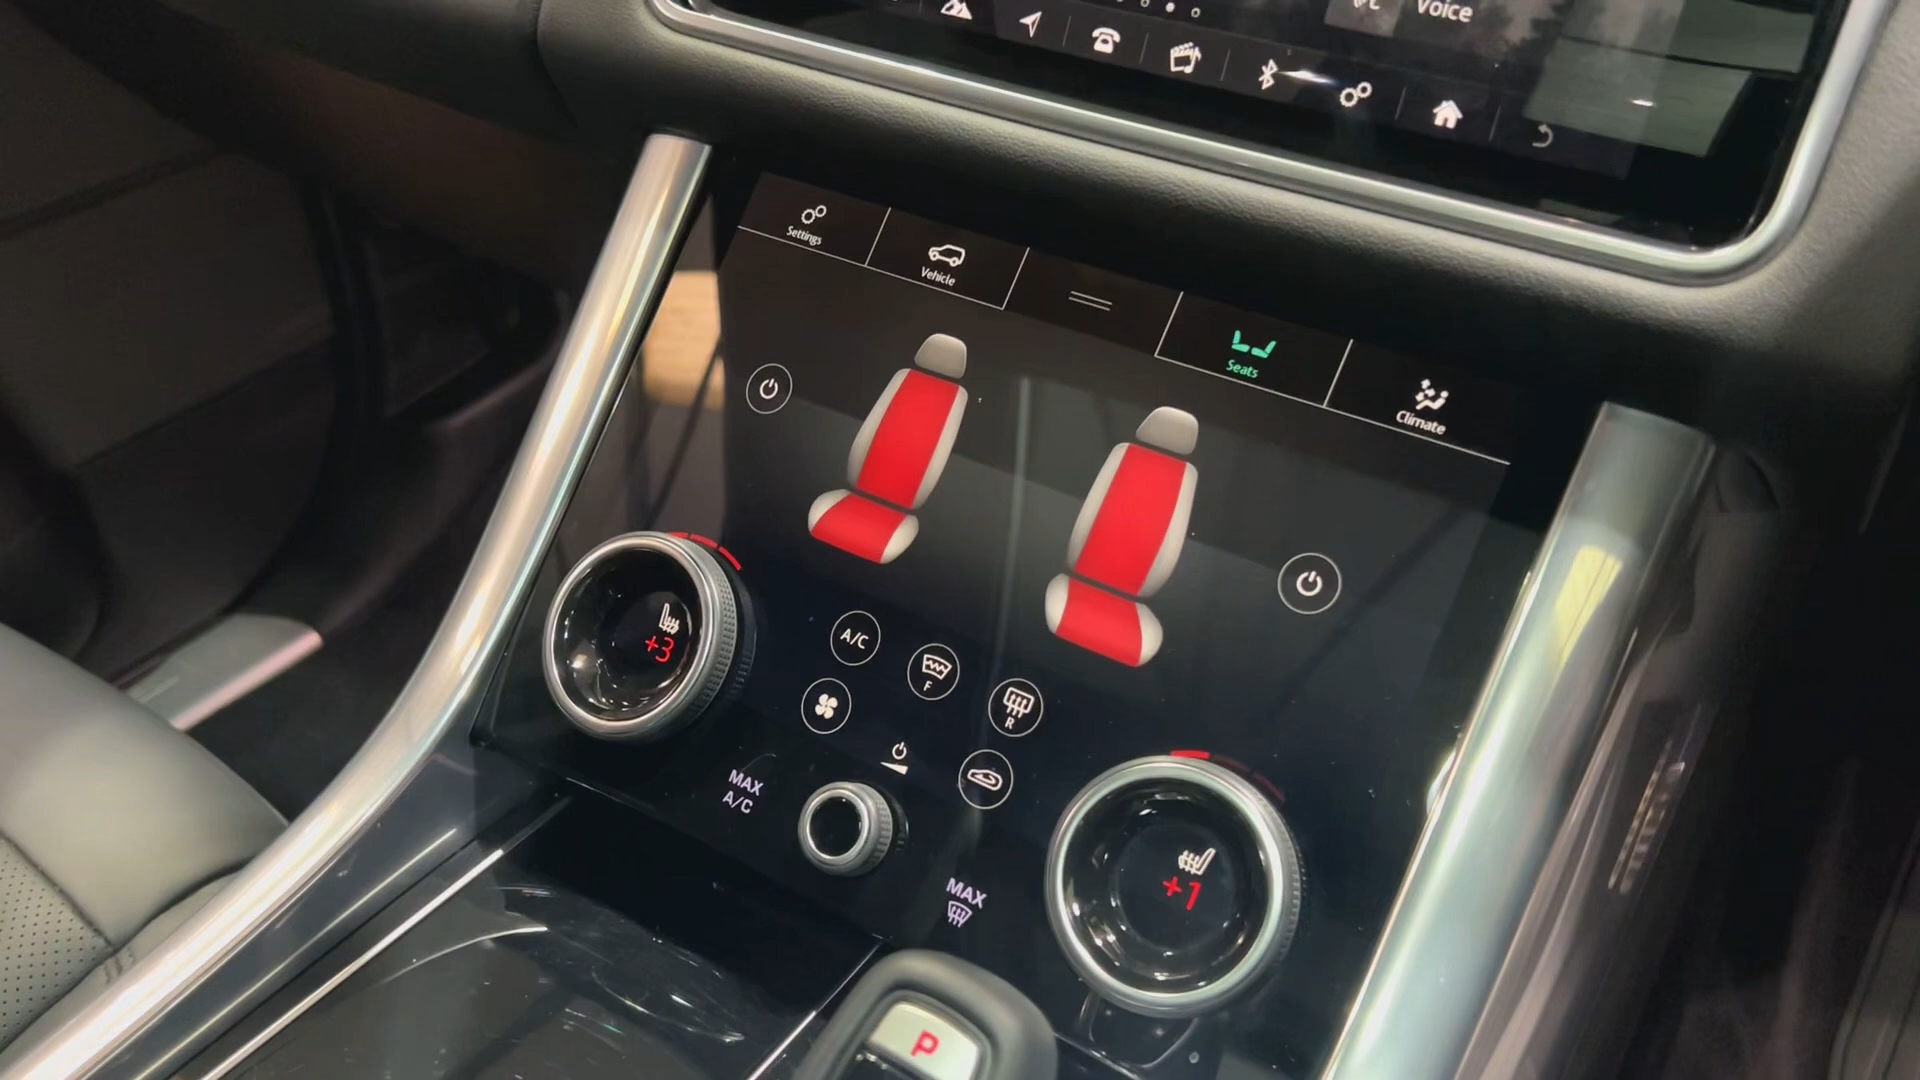 Voice
Settings
Vehicle
Seats
Climate
+3
A/C
F
R
MAX
A/C
MAX
+1
P